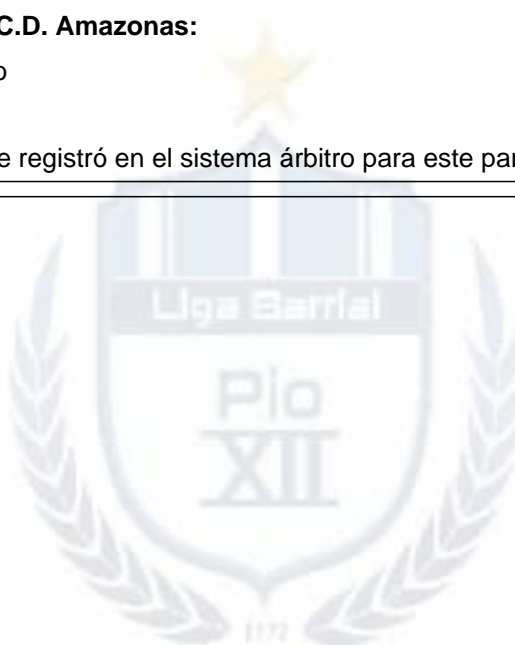 C.D. Amazonas:
o
e registró en el sistema árbitro para este par
Liga Barrial
Pio
XII